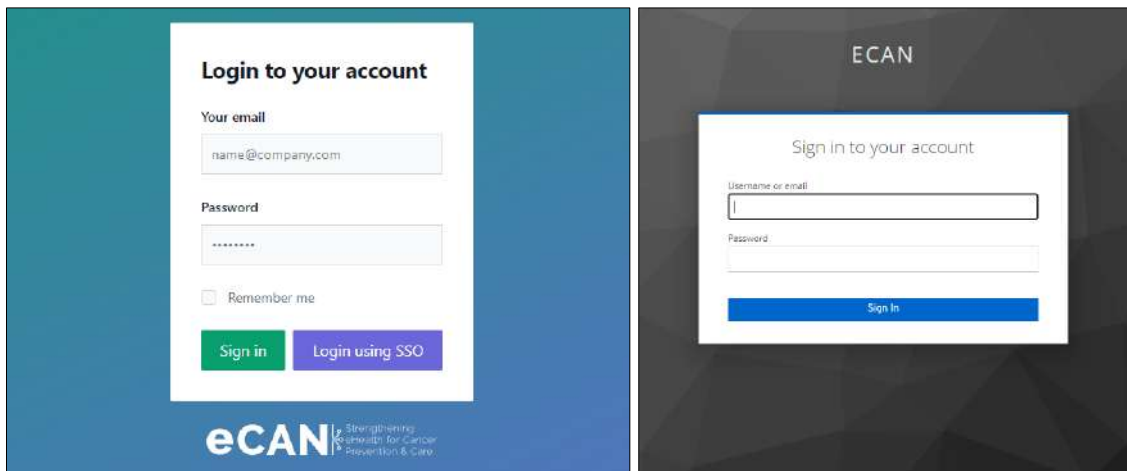 Login to your account
Your email
name@company.com
Password
••••••••
Remember me
Sign in
Login using SSO
eCAN
Strengthening
eHealth for Cancer
Prevention & Care
ECAN
Sign in to your account
Username or email
Password
Sign In